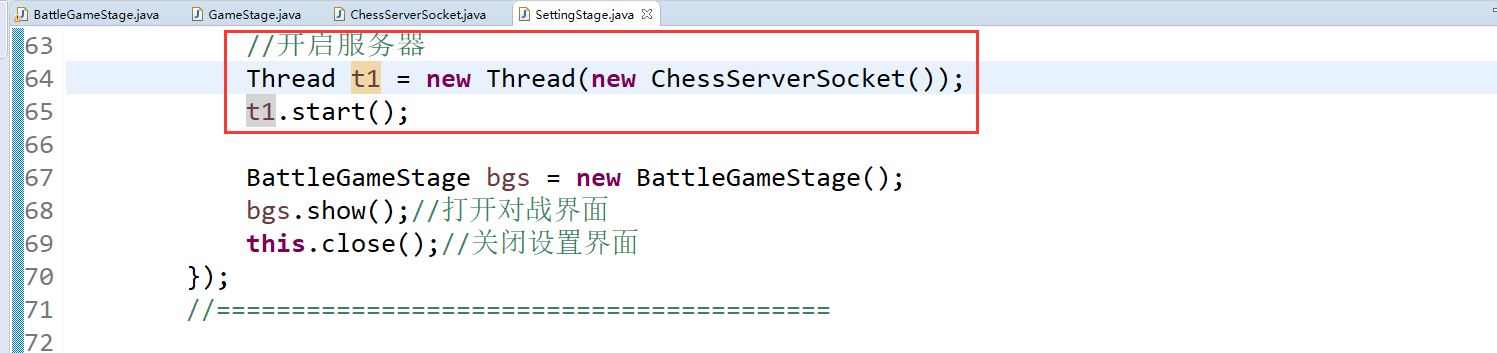 BattleGameStage.java GameStage.java ChessServerSocket.java SettingStage.java
63 //开启服务器
64 Thread t1 = new Thread(new ChessServerSocket());
65 t1.start();
66
67 BattleGameStage bgs = new BattleGameStage();
68 bgs.show();//打开对战界面
69 this.close();//关闭设置界面
70 });
71 //=========================================
72